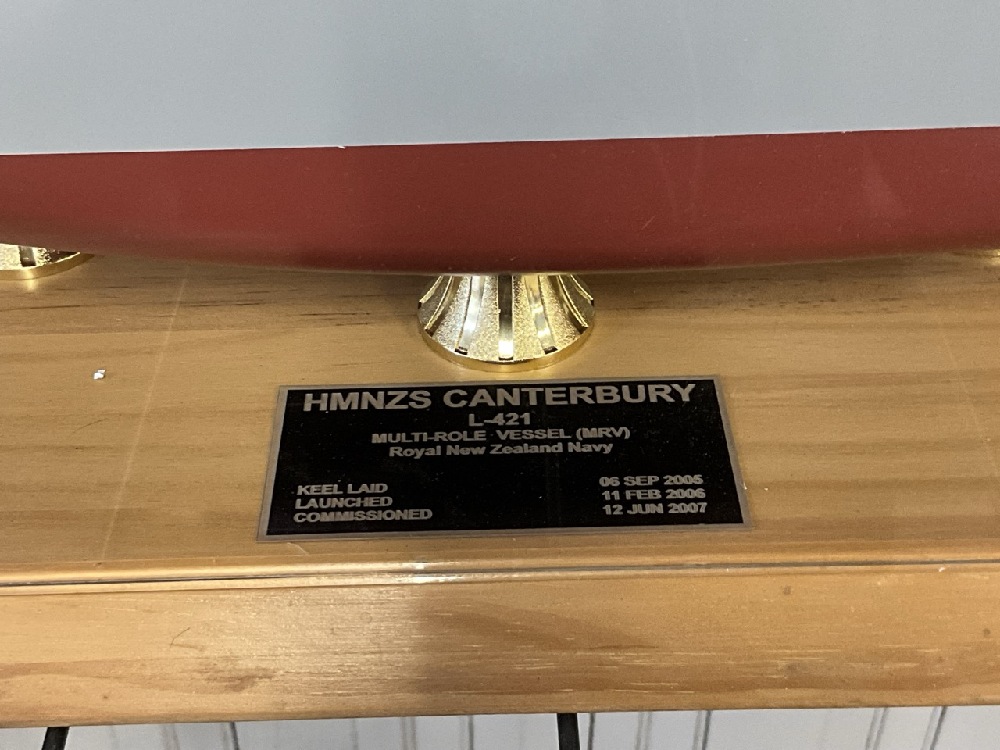 HMNZS CANTERBURY
L-421
MULTI-ROLE VESSEL (MRV)
Royal New Zealand Navy
KEEL LAID 06 SEP 2005
LAUNCHED 11 FEB 2006
COMMISSIONED 12 JUN 2007